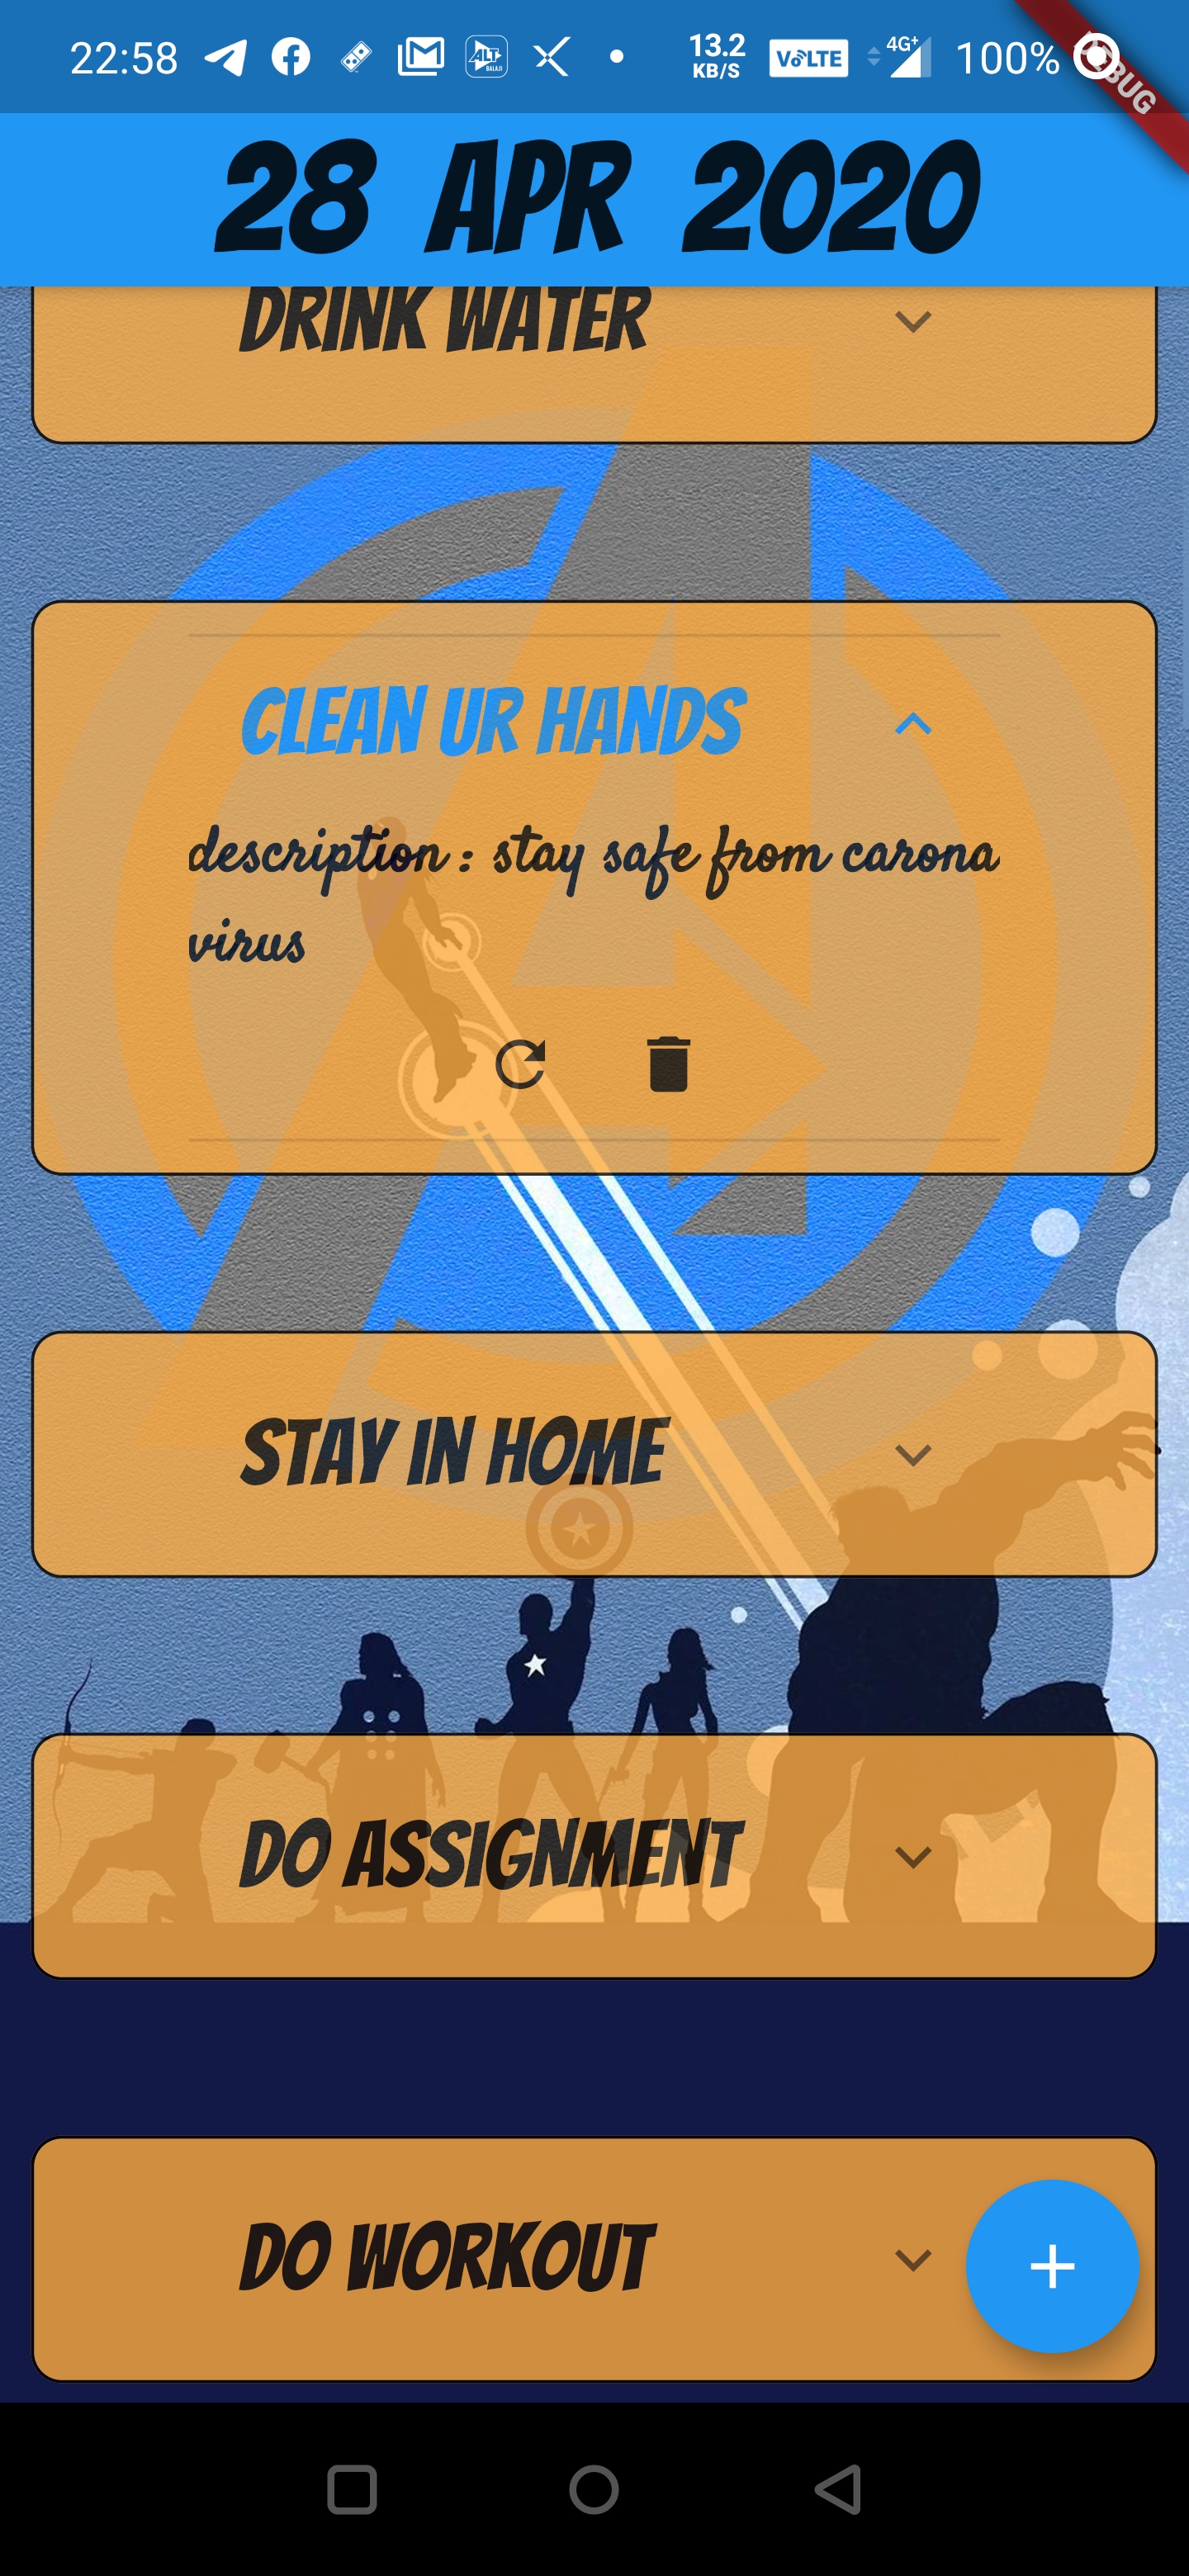 22:58
13.2
KB/S
VoLTE
4G+
100%
28 APR 2020
DRINK WATER
CLEAN UR HANDS
description : stay safe from carona
virus
STAY IN HOME
DO ASSIGNMENT
DO WORKOUT